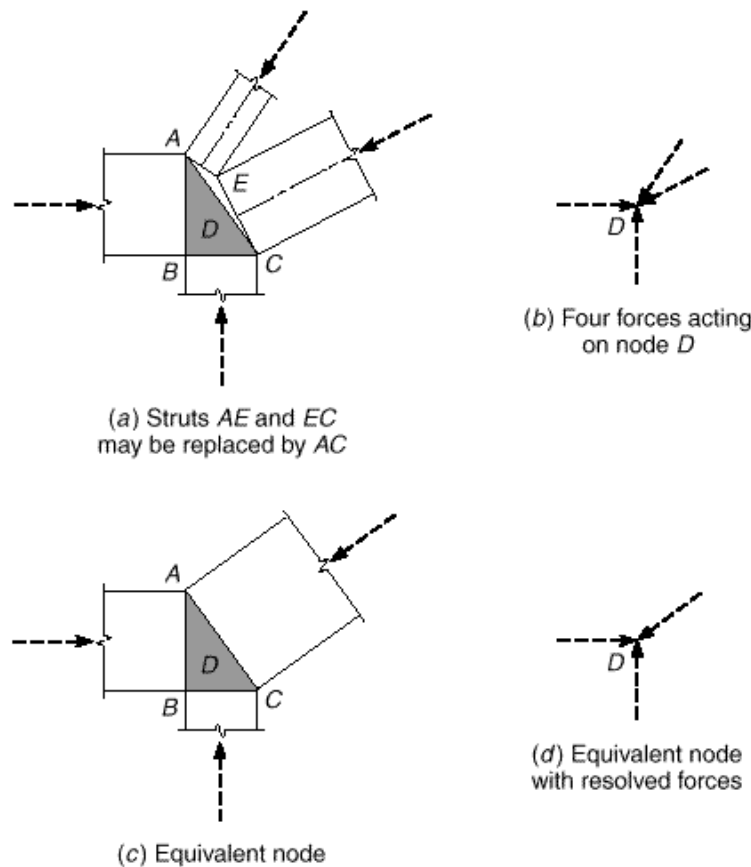 A
E
D
B
C
(a) Struts AE and EC
may be replaced by AC
D
(b) Four forces acting
on node D
A
D
B
C
(c) Equivalent node
D
(d) Equivalent node
with resolved forces